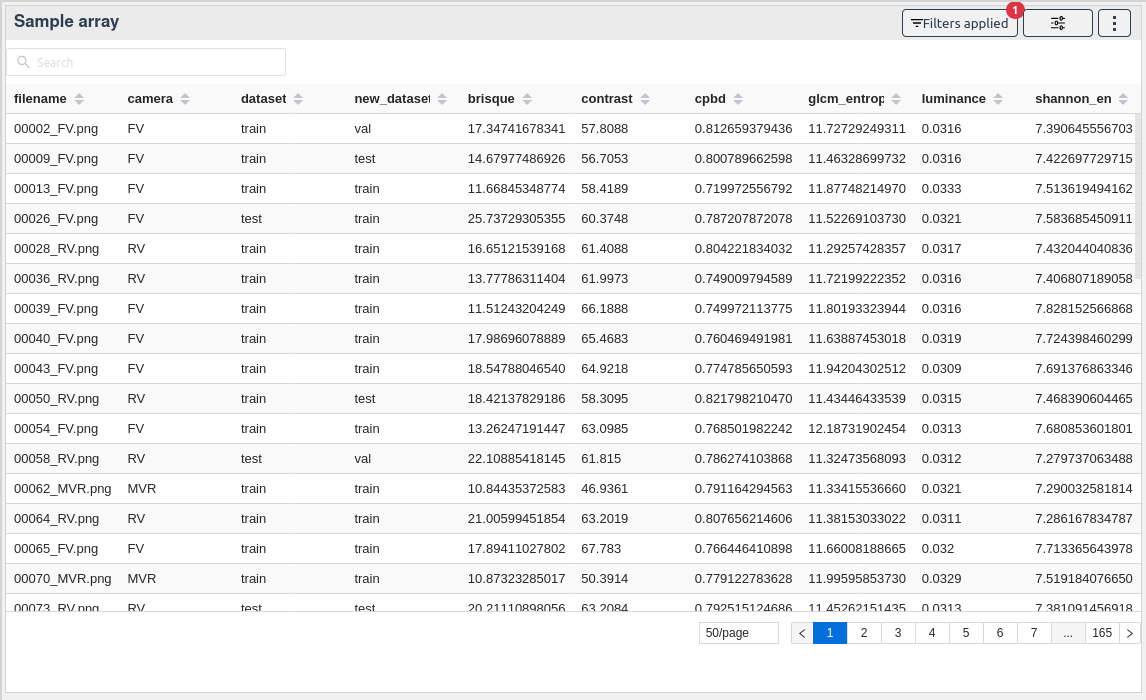 Sample array
Filters applied
1
Search
filename camera dataset new_dataset brisque contrast cpbd glcm_entrop luminance shannon_en
00002_FV.png FV train val 17.34741678341 57.8088 0.812659379436 11.72729249311 0.0316 7.390645556703
00009_FV.png FV train test 14.67977486926 56.7053 0.800789662598 11.46328699732 0.0316 7.422697729715
00013_FV.png FV train train 11.66845348774 58.4189 0.719972556792 11.87748214970 0.0333 7.513619494162
00026_FV.png FV test train 25.73729305355 60.3748 0.787207872078 11.52269103730 0.0321 7.583685450911
00028_RV.png RV train train 16.65121539168 61.4088 0.804221834032 11.29257428357 0.0317 7.432044040836
00036_RV.png RV train train 13.77786311404 61.9973 0.749009794589 11.72199222352 0.0316 7.406807189058
00039_FV.png FV train train 11.51243204249 66.1888 0.749972113775 11.80193323944 0.0316 7.828152566868
00040_FV.png FV train train 17.98696078889 65.4683 0.760469491981 11.63887453018 0.0319 7.724398460299
00043_FV.png FV train train 18.54788046540 64.9218 0.774785650593 11.94204302512 0.0309 7.691376863346
00050_RV.png RV train test 18.42137829186 58.3095 0.821798210470 11.43446433539 0.0315 7.468390604465
00054_FV.png FV train train 13.26247191447 63.0985 0.768501982242 12.18731902454 0.0313 7.680853601801
00058_RV.png RV test val 22.10885418145 61.815 0.786274103868 11.32473568093 0.0312 7.279737063488
00062_MVR.png MVR train train 10.84435372583 46.9361 0.791164294563 11.33415536660 0.0321 7.290032581814
00064_RV.png RV train train 21.00599451854 63.2019 0.807656214606 11.38153033022 0.0311 7.286167834787
00065_FV.png FV train train 17.89411027802 67.783 0.766446410898 11.66008188665 0.032 7.713365643978
00070_MVR.png MVR train train 10.87323285017 50.3914 0.779122783628 11.99595853730 0.0329 7.519184076650
00073_RV.png RV test test 20.21110898056 63.2084 0.792515124686 11.45262151435 0.0313 7.381091456918
50/page < 1 2 3 4 5 6 7 ... 165 >